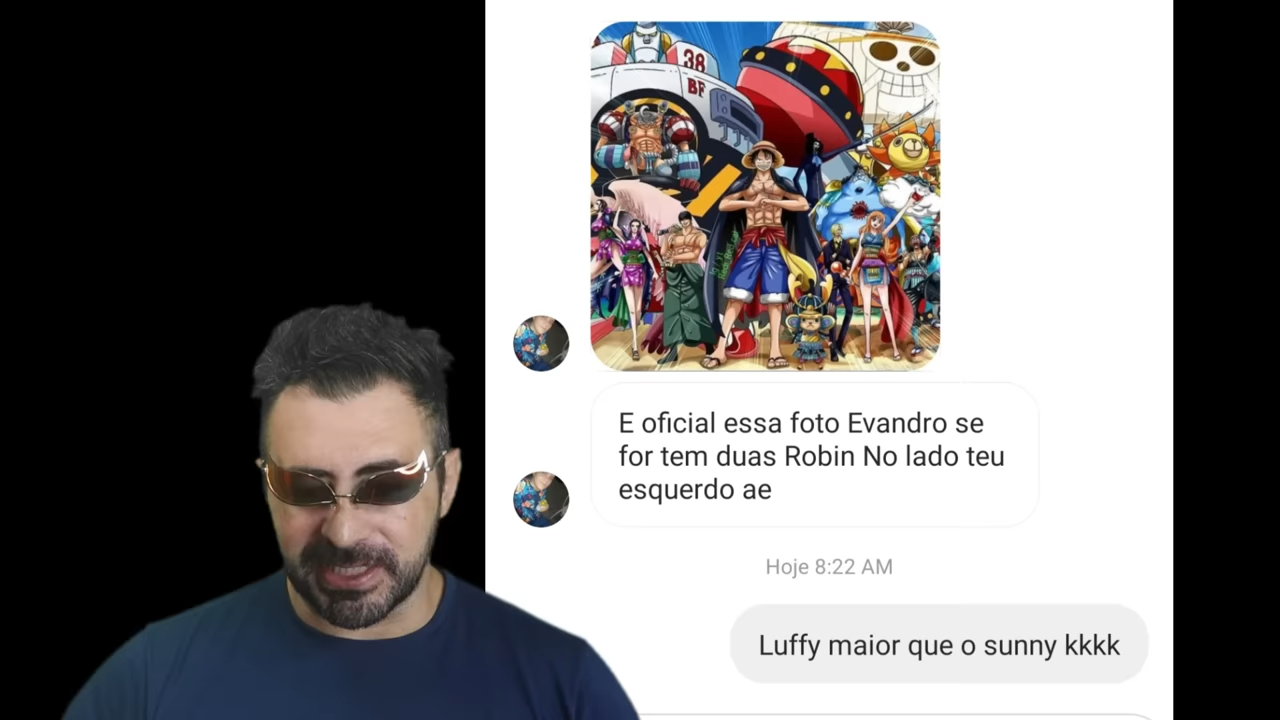 38
BF
E oficial essa foto Evandro se
for tem duas Robin No lado teu
esquerdo ae
Hoje 8:22 AM
Luffy maior que o sunny kkkk